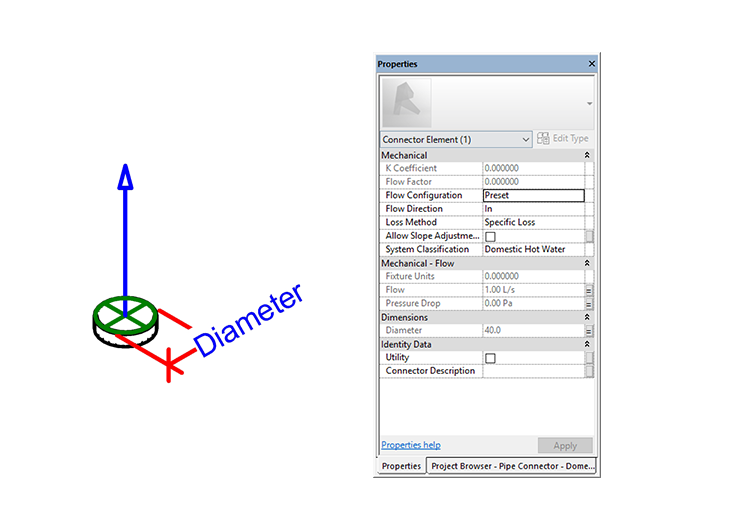 Diameter
Properties
Connector Element (1)
Edit Type
Mechanical
K Coefficient 0.000000
Flow Factor 0.000000
Flow Configuration Preset
Flow Direction In
Loss Method Specific Loss
Allow Slope Adjustme...
System Classification Domestic Hot Water
Mechanical - Flow
Fixture Units 0.000000
Flow 1.00 L/s
Pressure Drop 0.00 Pa
Dimensions
Diameter 40.0
Identity Data
Utility
Connector Description
Properties help Apply
Properties Project Browser - Pipe Connector - Dome...